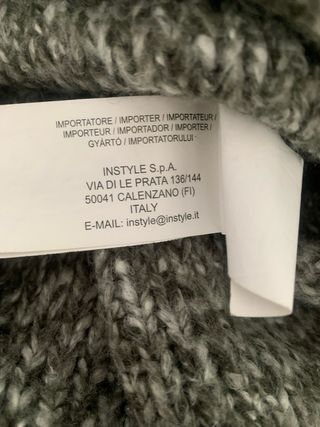 IMPORTATORE / IMPORTER / IMPORTATEUR /
IMPORTEUR / IMPORTADOR / IMPORTER /
GYÁRTÓ / IMPORTATORULUI
INSTYLE S.p.A.
VIA DI LE PRATA 136/144
50041 CALENZANO (FI)
ITALY
E-MAIL: instyle@instyle.it